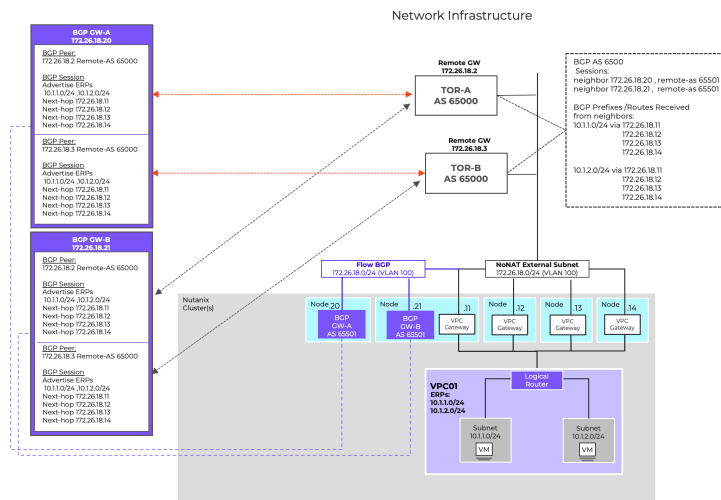 Network Infrastructure
BGP GW-A
172.26.18.20
BGP Peer:
172.26.18.2 Remote-AS 65000
BGP Session
Advertise ERPs
10.1.1.0/24 ,10.1.2.0/24
Next-hop 172.26.18.11
Next-hop 172.26.18.12
Next-hop 172.26.18.13
Next-hop 172.26.18.14
BGP Peer:
172.26.18.3 Remote-AS 65000
BGP Session
Advertise ERPs
10.1.1.0/24 ,10.1.2.0/24
Next-hop 172.26.18.11
Next-hop 172.26.18.12
Next-hop 172.26.18.13
Next-hop 172.26.18.14
BGP GW-B
172.26.18.21
BGP Peer:
172.26.18.2 Remote-AS 65000
BGP Session
Advertise ERPs
10.1.1.0/24 ,10.1.2.0/24
Next-hop 172.26.18.11
Next-hop 172.26.18.12
Next-hop 172.26.18.13
Next-hop 172.26.18.14
BGP Peer:
172.26.18.3 Remote-AS 65000
BGP Session
Advertise ERPs
10.1.1.0/24 ,10.1.2.0/24
Next-hop 172.26.18.11
Next-hop 172.26.18.12
Next-hop 172.26.18.13
Next-hop 172.26.18.14
Remote GW
172.26.18.2
TOR-A
AS 65000
Remote GW
172.26.18.3
TOR-B
AS 65000
BGP AS 6500
Sessions:
neighbor 172.26.18.20 , remote-as 65501
neighbor 172.26.18.21 , remote-as 65501
BGP Prefixes /Routes Received
from neighbors:
10.1.1.0/24 via 172.26.18.11
172.26.18.12
172.26.18.13
172.26.18.14
10.1.2.0/24 via 172.26.18.11
172.26.18.12
172.26.18.13
172.26.18.14
Flow BGP
172.26.18.0/24 (VLAN 100)
NoNAT External Subnet
172.26.18.0/24 (VLAN 100)
Nutanix
Cluster(s)
Node .20
BGP
GW-A
AS 65501
Node .21
BGP
GW-B
AS 65501
.11
VPC
Gateway
Node .12
VPC
Gateway
Node .13
VPC
Gateway
Node .14
VPC
Gateway
VPC01
ERPs:
10.1.1.0/24
10.1.2.0/24
Logical
Router
Subnet
10.1.1.0/24
VM
Subnet
10.1.2.0/24
VM